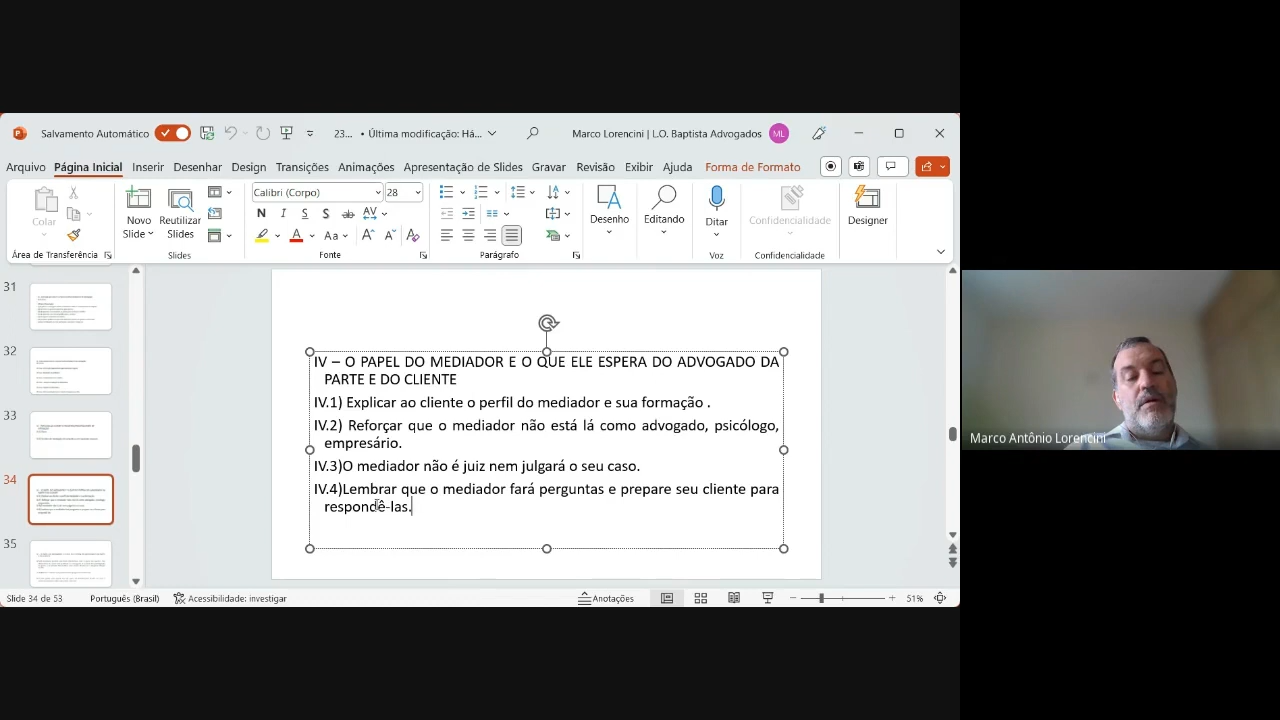 Salvamento Automático
23... • Última modificação: Há...
Marco Lorencini | L.O. Baptista Advogados
ML
Arquivo Página Inicial Inserir Desenhar Design Transições Animações Apresentação de Slides Gravar Revisão Exibir Ajuda Forma de Formato
Colar
Novo Slide
Reutilizar Slides
Calibri (Corpo) 28
N I S S ab AV
Aa A A A
Desenho
Editando
Ditar
Confidencialidade
Designer
Área de Transferência Slides Fonte Parágrafo Voz Confidencialidade
31
32
33
34
35
IV – O PAPEL DO MEDIADOR E O QUE ELE ESPERA DO ADVOGADO DA
ARTE E DO CLIENTE
IV.1) Explicar ao cliente o perfil do mediador e sua formação .
IV.2) Reforçar que o mediador não está lá como advogado, psicólogo,
empresário.
IV.3)O mediador não é juiz nem julgará o seu caso.
IV.4)Lembrar que o mediador fará perguntas e prepare seu cliente para
respondê-las.
Slide 34 de 53 Português (Brasil) Acessibilidade: investigar Anotações 51%
Marco Antônio Lorencini